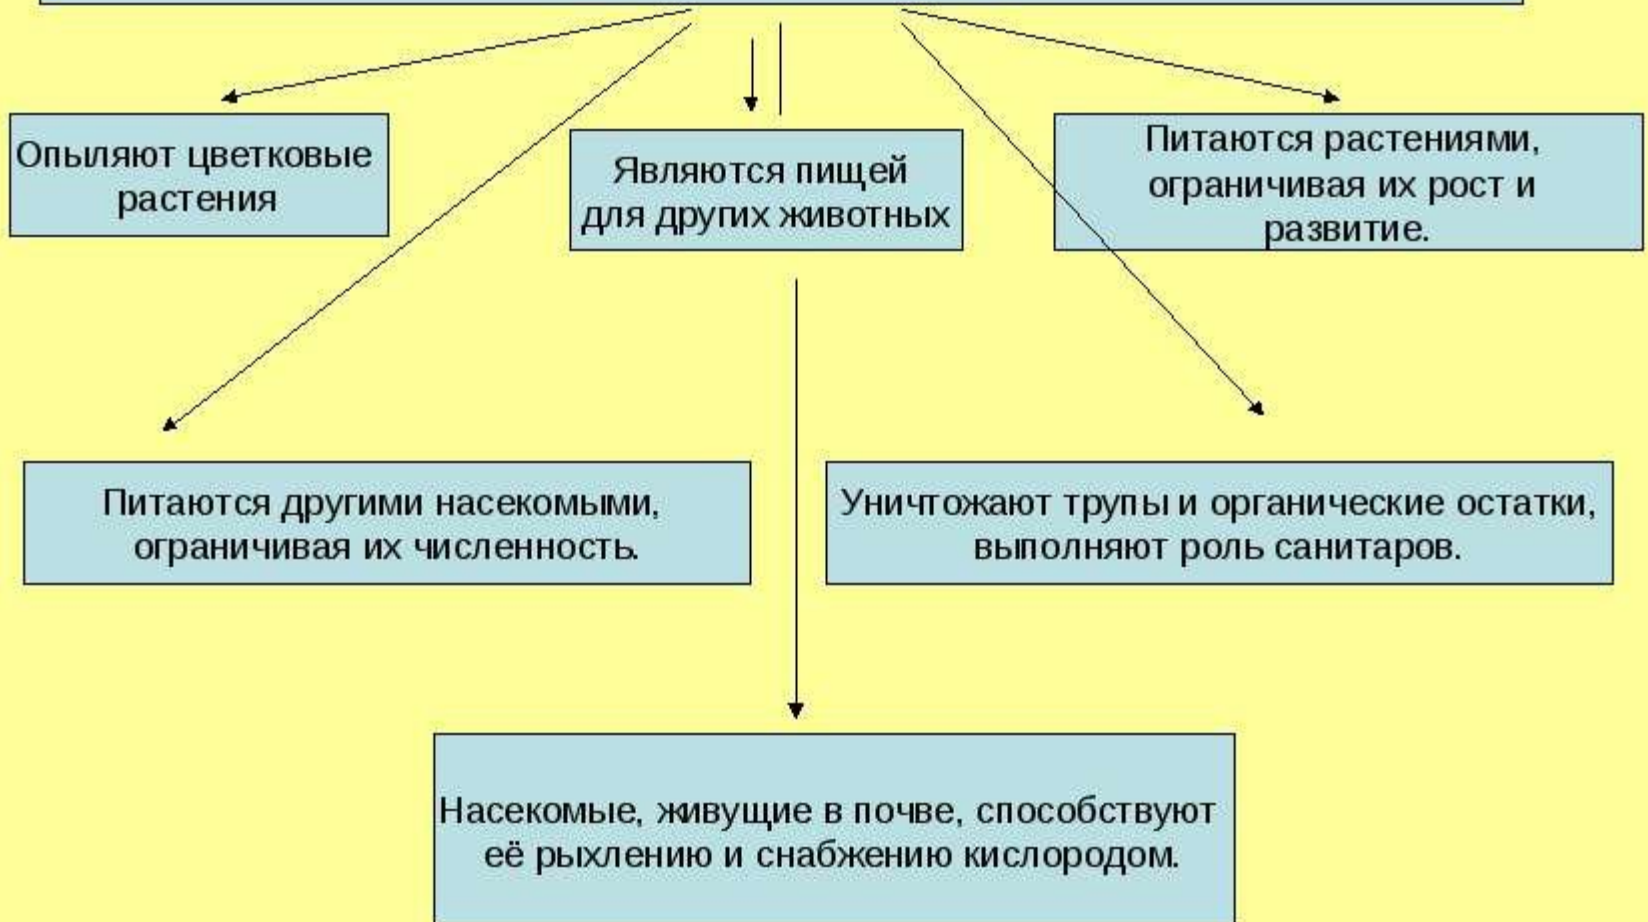 Опыляют цветковые
растения
Являются пищей
для других животных
Питаются растениями,
ограничивая их рост и
развитие.
Питаются другими насекомыми,
ограничивая их численность.
Уничтожают трупы и органические остатки,
выполняют роль санитаров.
Насекомые, живущие в почве, способствуют
её рыхлению и снабжению кислородом.